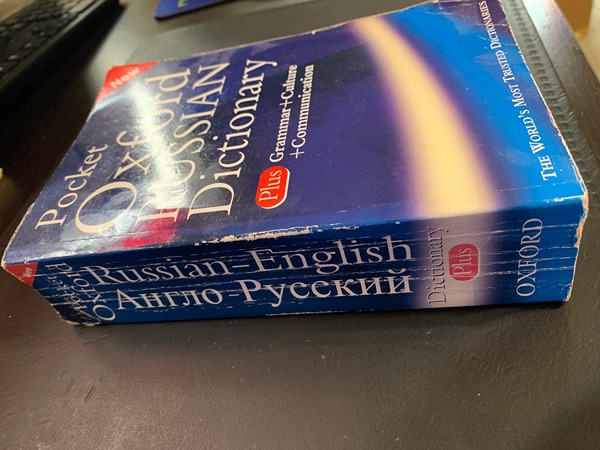 New
Pocket
Oxford
RUSSIAN
Dictionary
Plus Grammar+Culture
+Communication
THE WORLD'S MOST TRUSTED DICTIONARIES
New
Pocket
Oxford
Russian-English
Англо-Русский
Dictionary
Plus
OXFORD